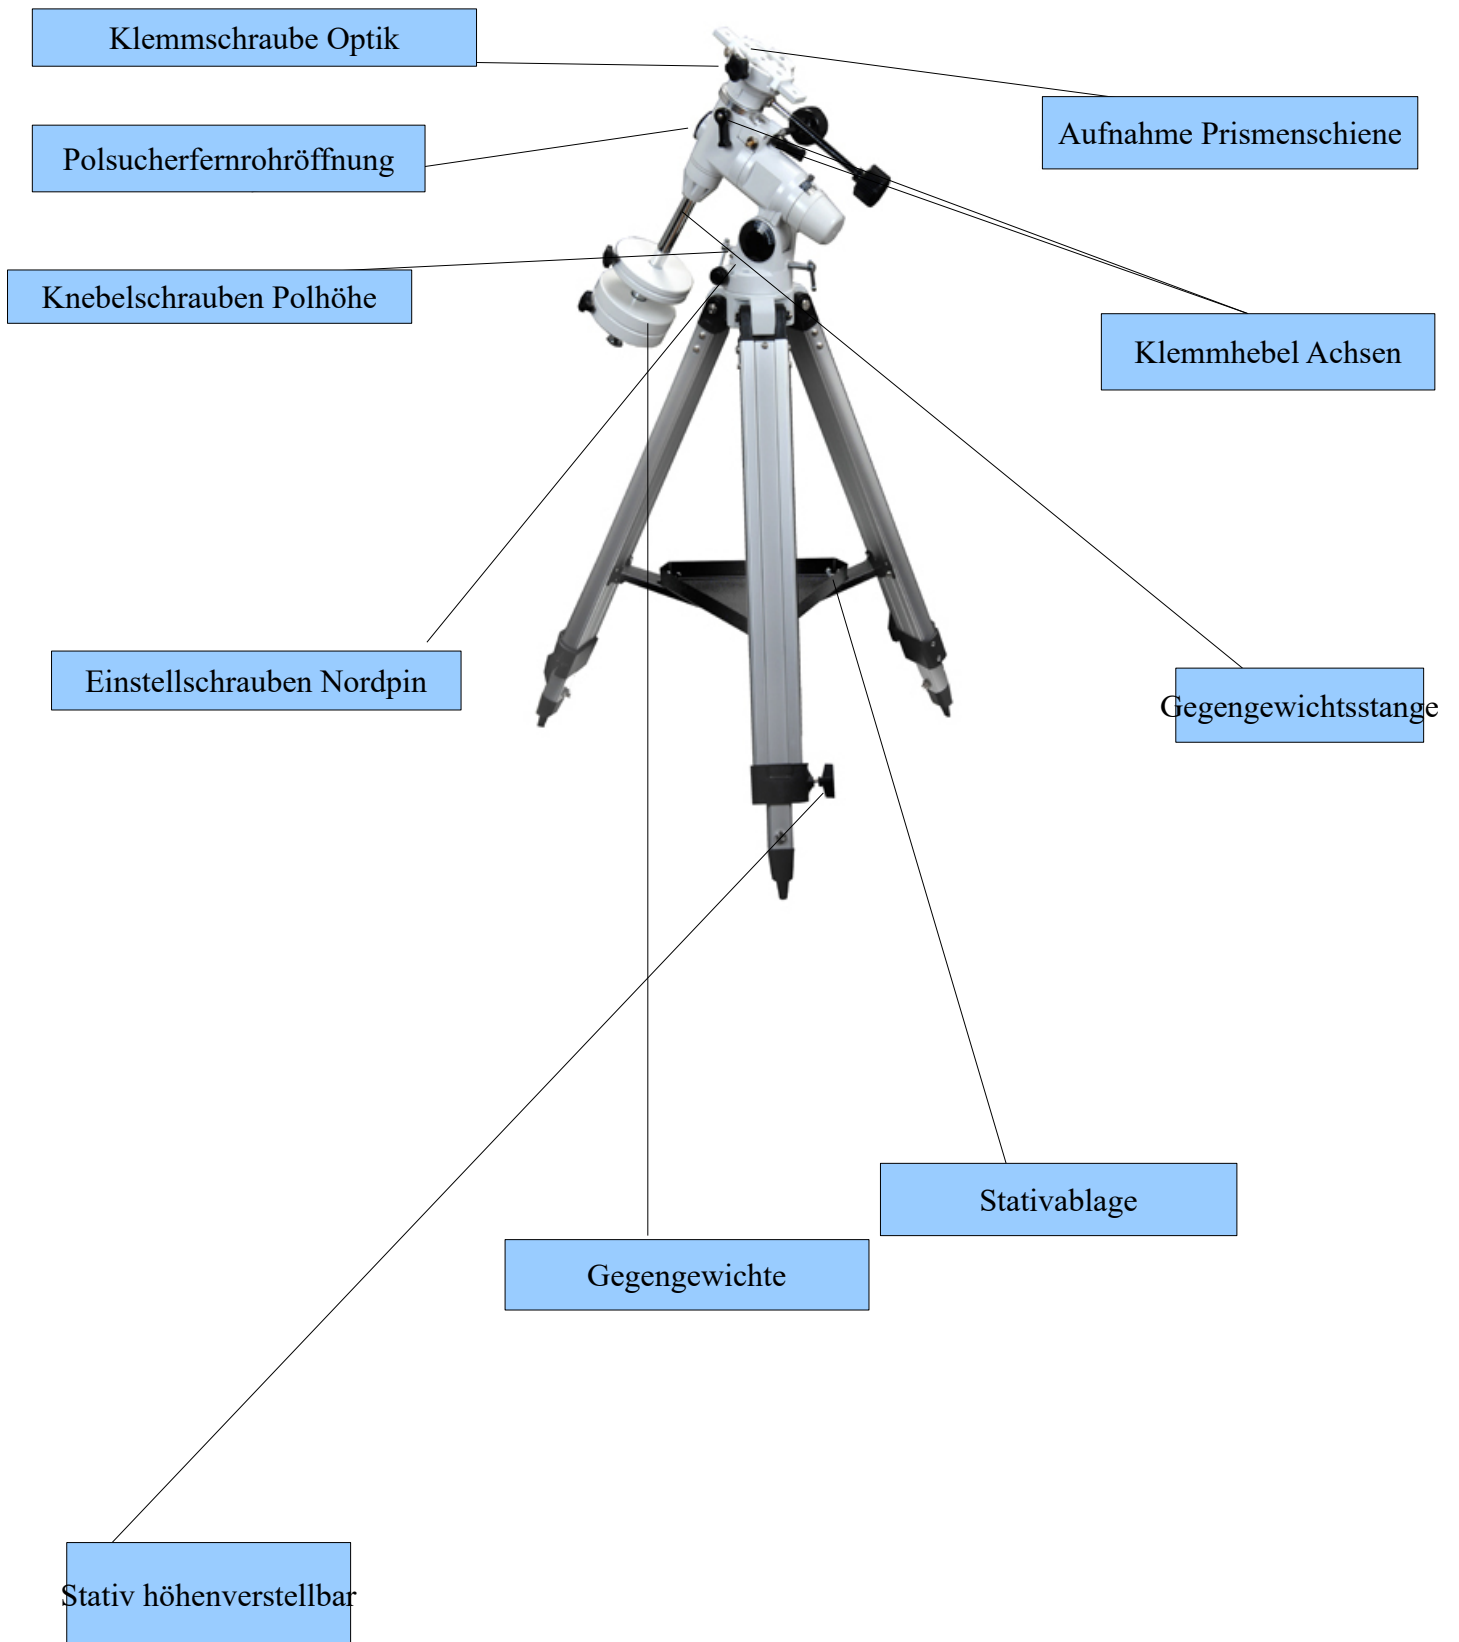 Klemmschraube Optik
Aufnahme Prismenschiene
Polsucherfernrohröffnung
Knebelschrauben Polhöhe
Klemmhebel Achsen
Einstellschrauben Nordpin
Gegengewichtsstange
Stativablage
Gegengewichte
Stativ höhenverstellbar